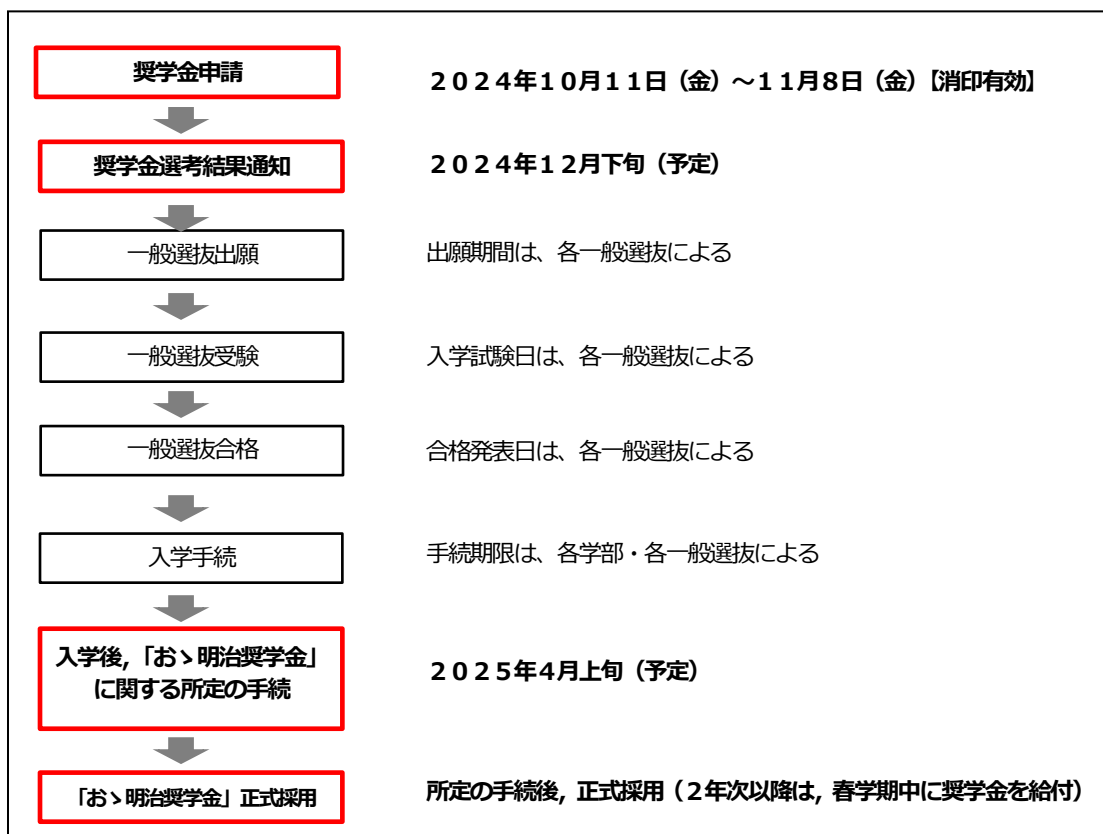 奨学金申請
２０２４年１０月１１日（金）～１１月８日（金）【消印有効】
奨学金選考結果通知
２０２４年１２月下旬（予定）
一般選抜出願
出願期間は、各一般選抜による
一般選抜受験
入学試験日は、各一般選抜による
一般選抜合格
合格発表日は、各一般選抜による
入学手続
手続期限は、各学部・各一般選抜による
入学後，「おゝ明治奨学金」
に関する所定の手続
２０２５年４月上旬（予定）
「おゝ明治奨学金」正式採用
所定の手続後，正式採用（２年次以降は，春学期中に奨学金を給付）